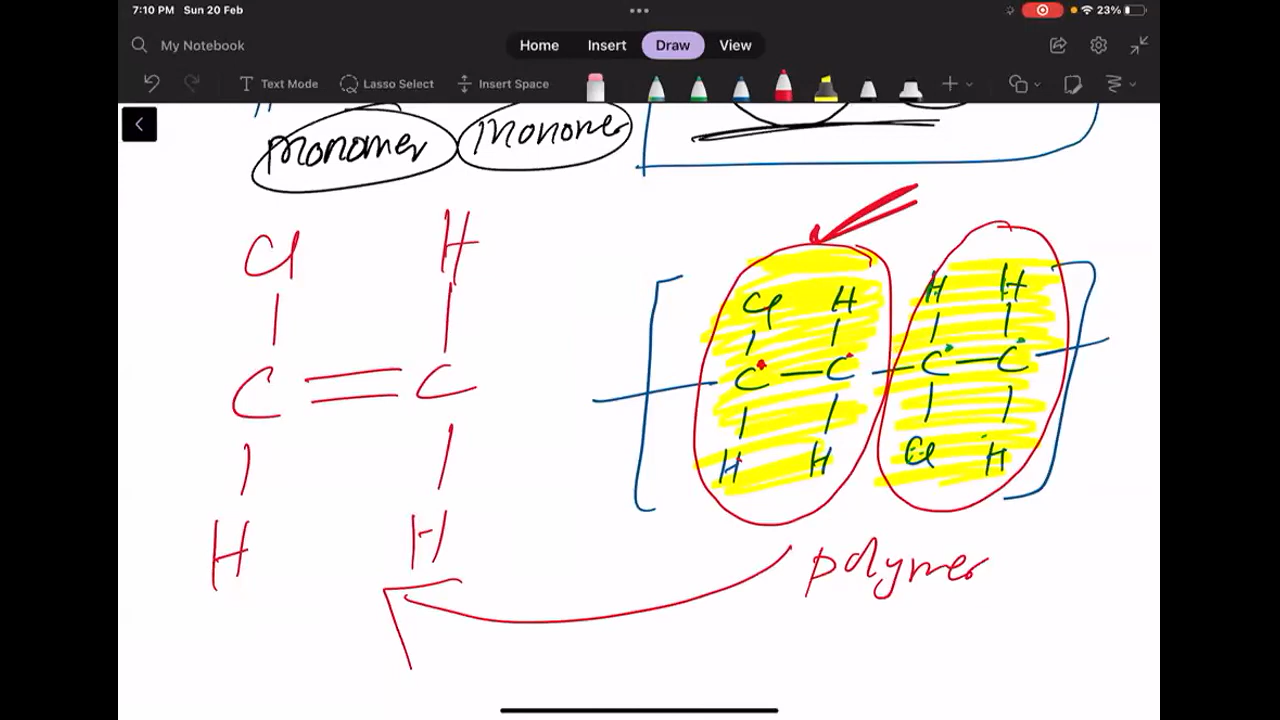 7:10 PM Sun 20 Feb
23%
My Notebook
Home Insert Draw View
Text Mode Lasso Select Insert Space
monomer monomer
Cl H
C = C
H H
Cl H H H
C — C — C — C
H H Cl H
polymer